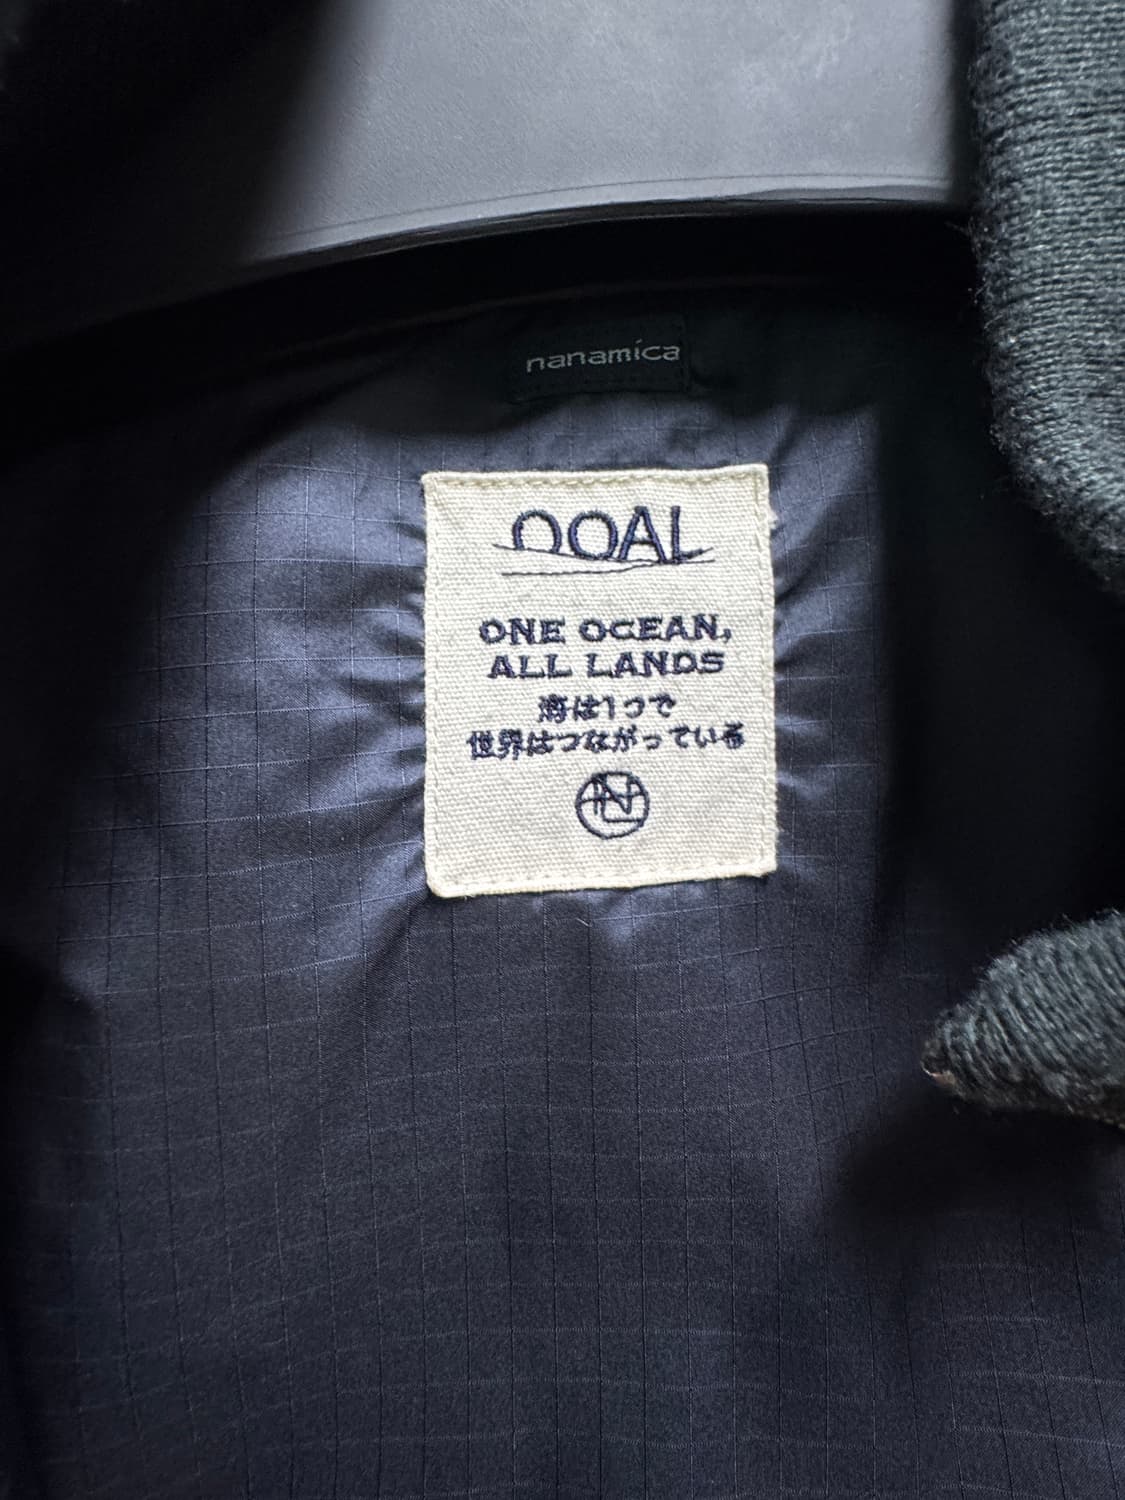 nanamica
OOAL
ONE OCEAN,
ALL LANDS
海は1つで
世界はつながっている